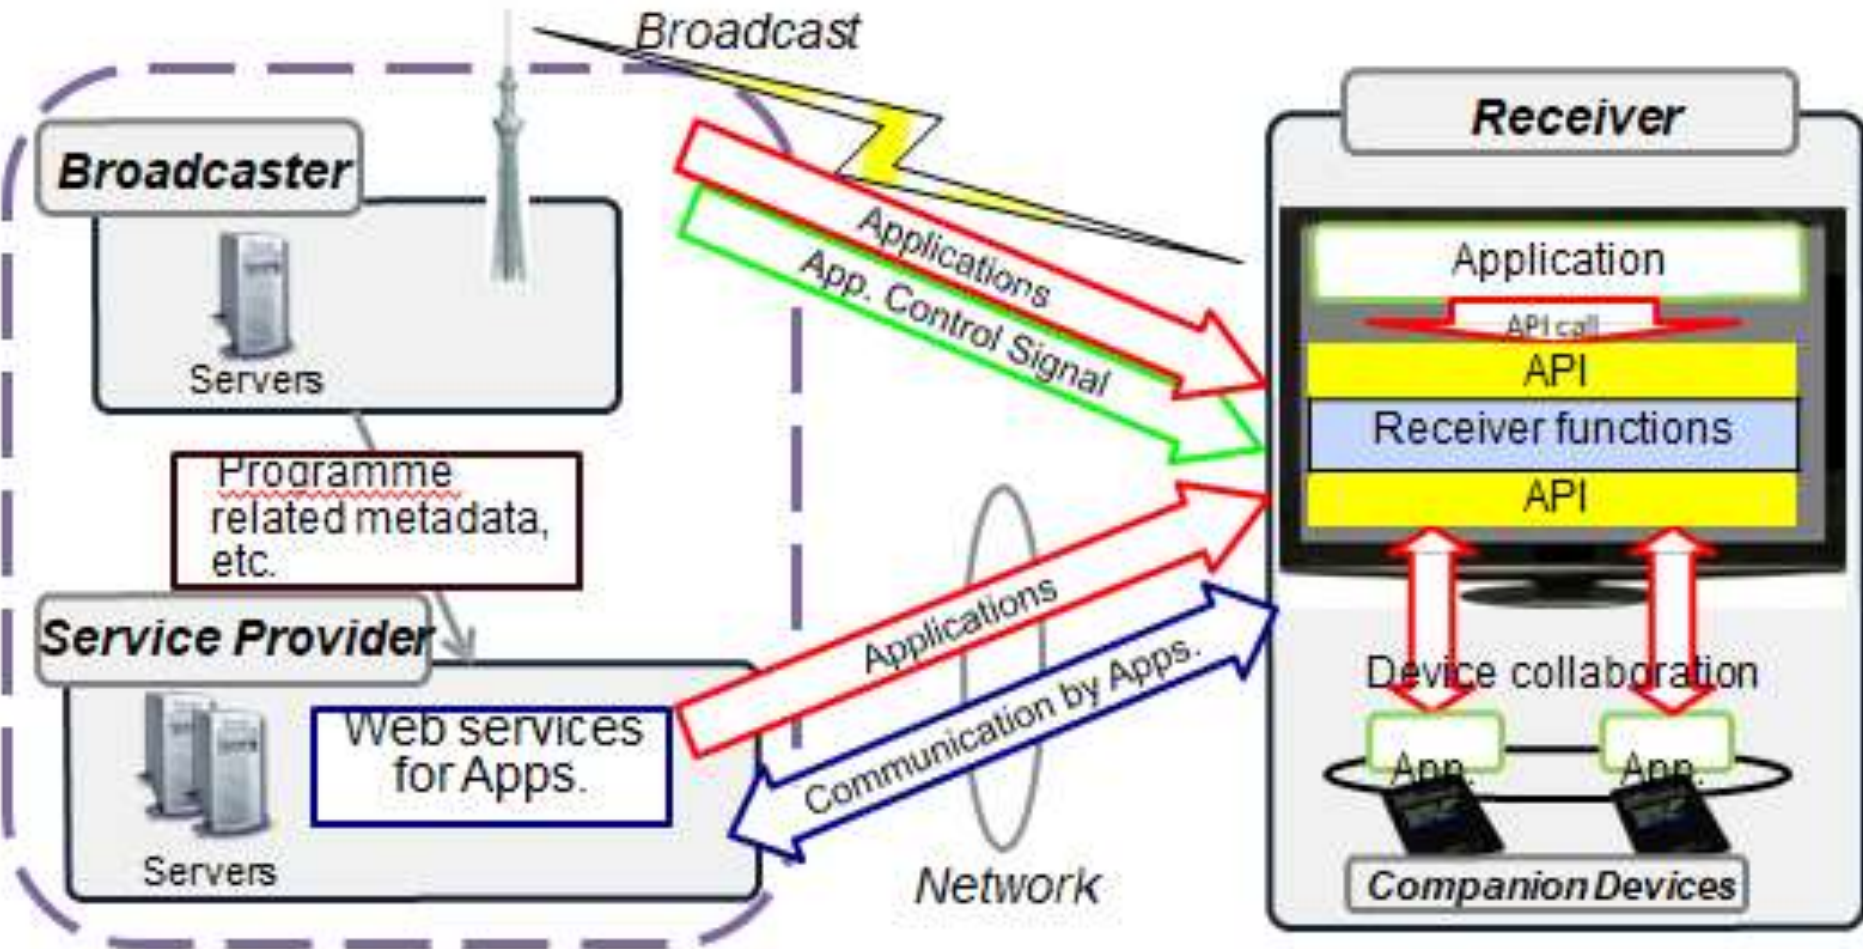 Broadcast
Broadcaster
Servers
Programme
related metadata,
etc.
Service Provider
Web services
for Apps.
Servers
Applications
App. Control Signal
Applications
Communication by Apps.
Network
Receiver
Application
API call
API
Receiver functions
API
Device collaboration
App.
App.
Companion Devices